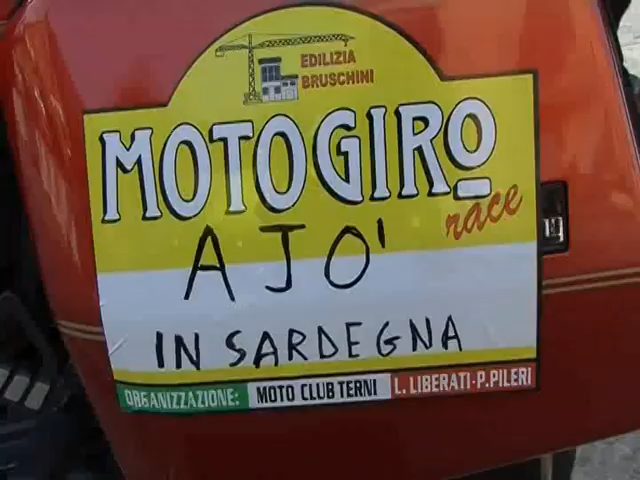 EDILIZIA
BRUSCHINI
MOTOGIRO
race
AJO'
IN SARDEGNA
ORGANIZZAZIONE: MOTO CLUB TERNI L. LIBERATI-P.PILERI